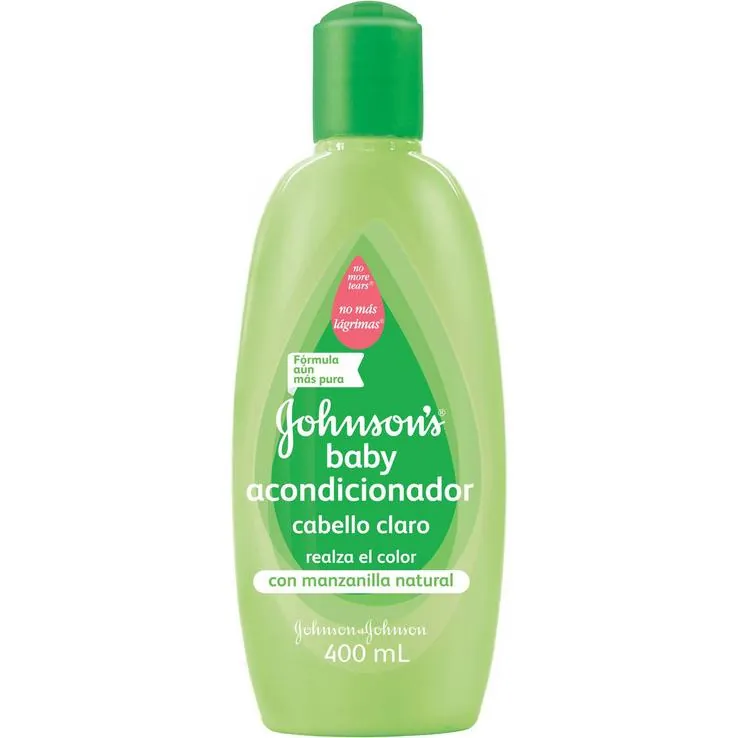 no
more
tears®
no más
lágrimas®
Fórmula
aún
más pura
Johnson's®
baby
acondicionador
cabello claro
realza el color
con manzanilla natural
Johnson & Johnson
400 mL